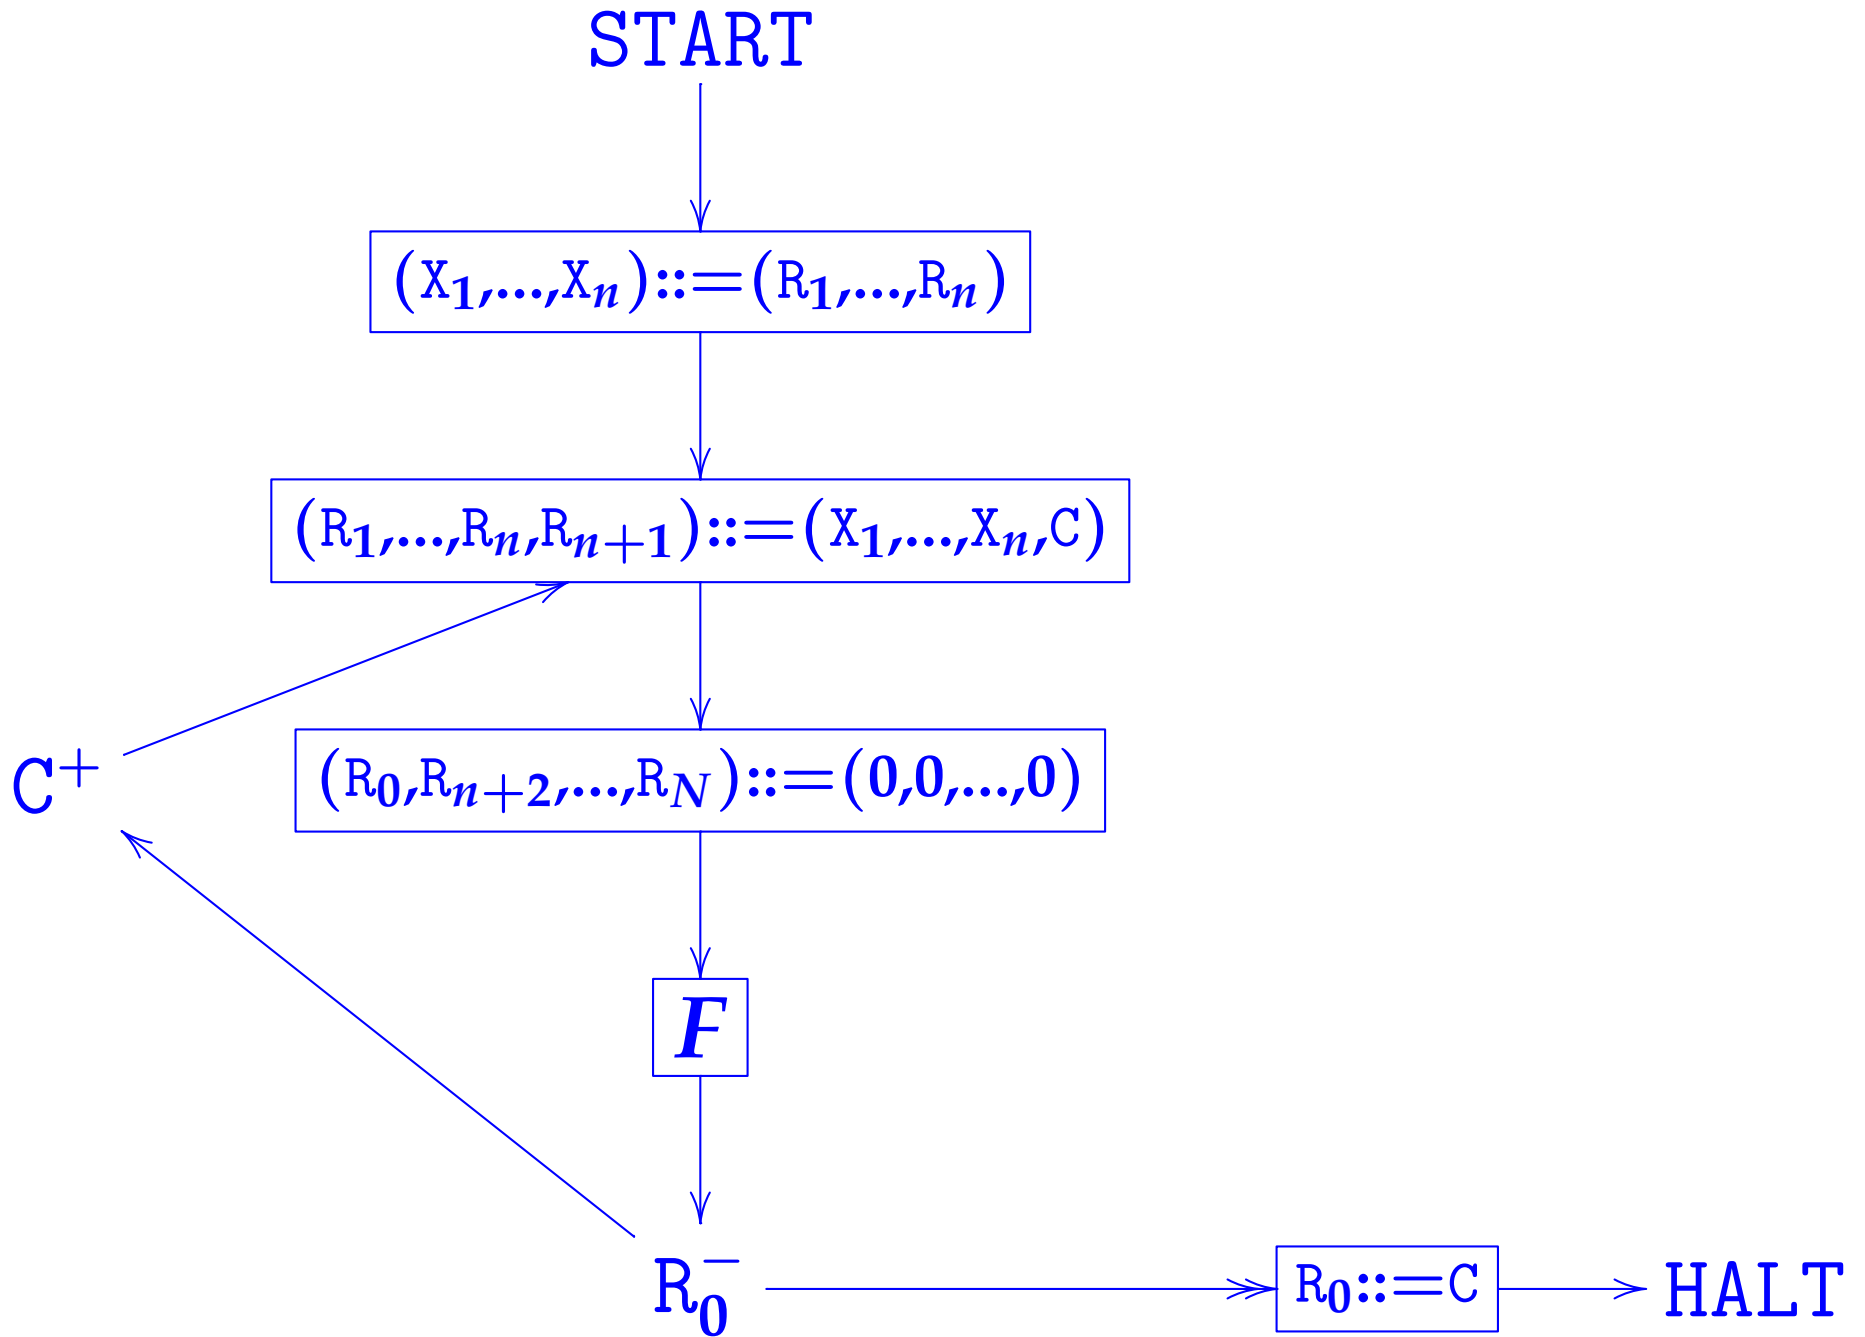 START
(X₁,...,Xₙ)::=(R₁,...,Rₙ)
(R₁,...,Rₙ,Rₙ₊₁)::=(X₁,...,Xₙ,C)
C⁺
(R₀,Rₙ₊₂,...,R_N)::=(0,0,...,0)
F
R₀⁻
R₀::=C
HALT